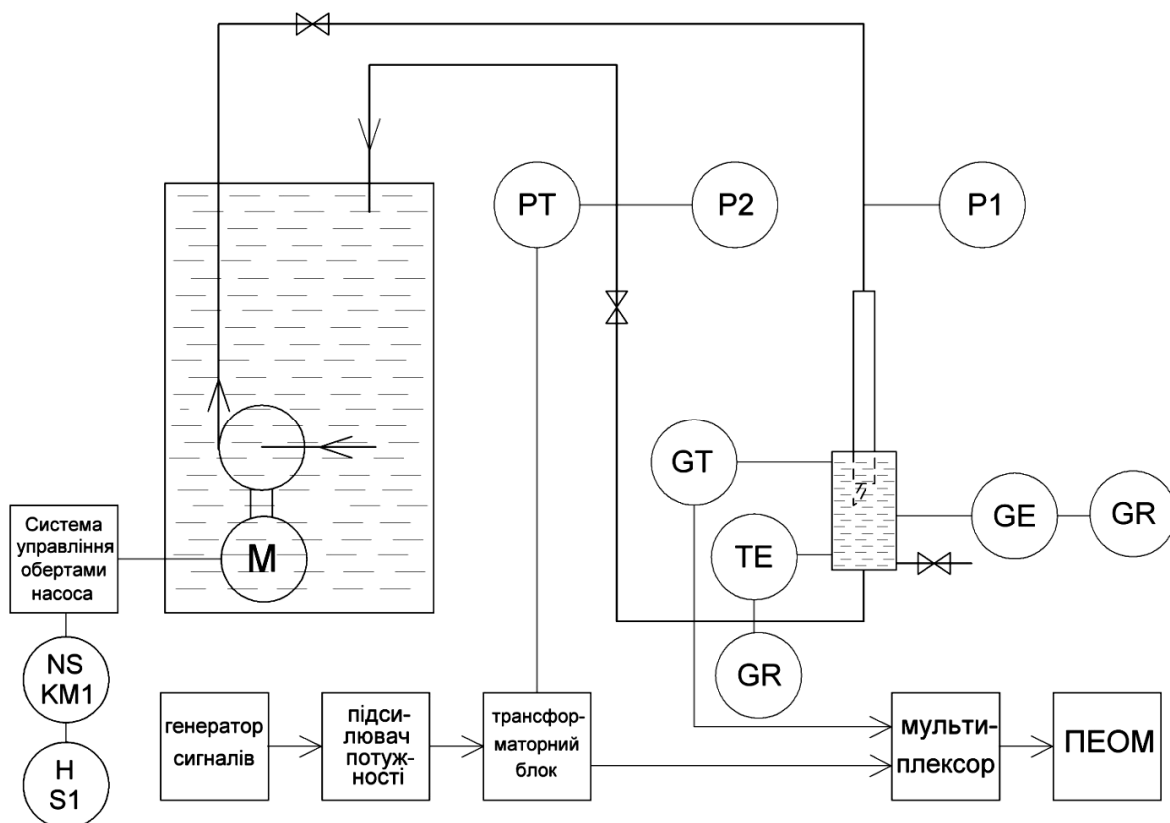 PT
P2
P1
GT
GE
GR
TE
GR
M
Система
управління
обертами
насоса
NS
KM1
H
S1
генератор
сигналів
підси-
лювач
потуж-
ності
трансфор-
маторний
блок
мульти-
плексор
ПЕОМ